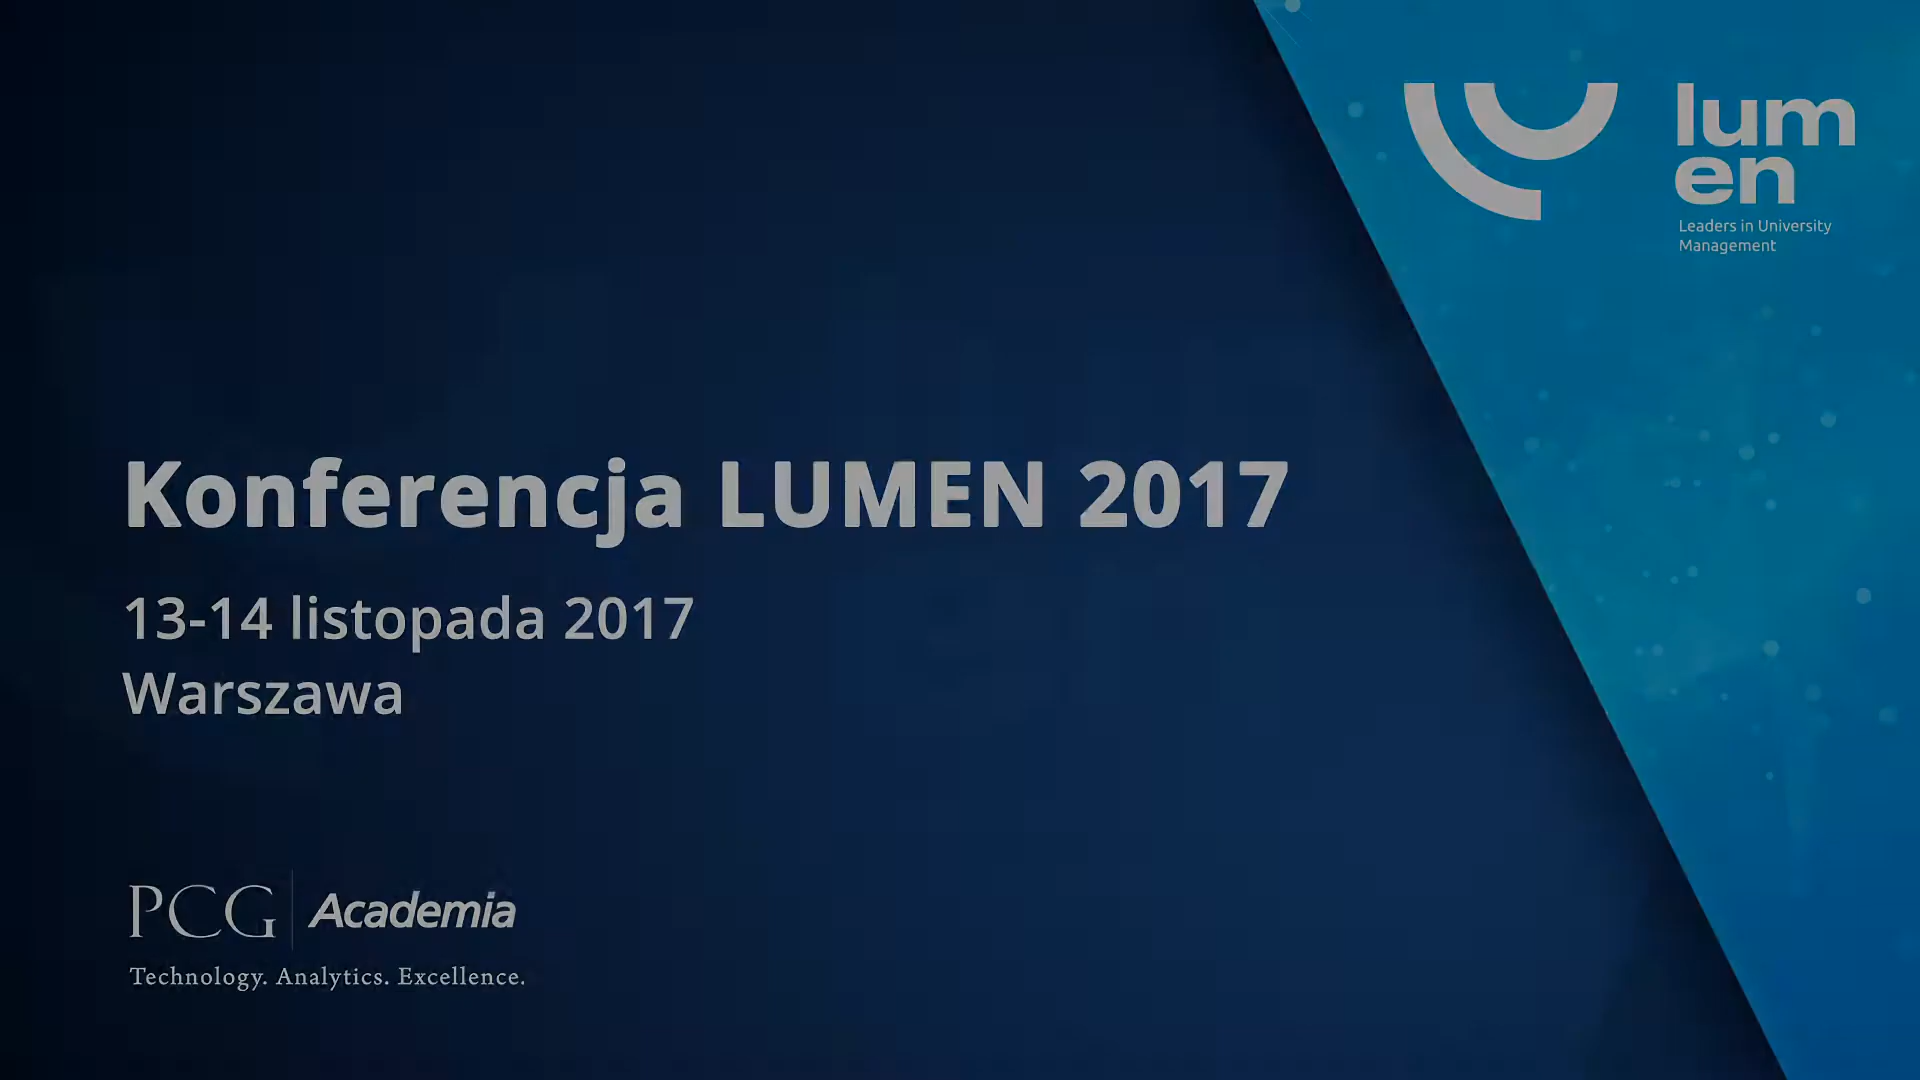 lum
en
Leaders in University
Management
Konferencja LUMEN 2017
13-14 listopada 2017
Warszawa
PCG Academia
Technology. Analytics. Excellence.